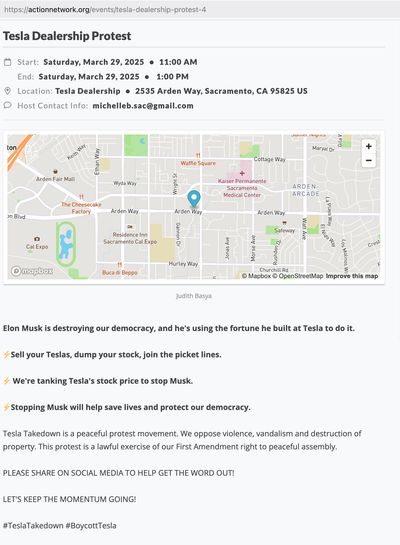 https://actionnetwork.org/events/tesla-dealership-protest-4
Tesla Dealership Protest
Start: Saturday, March 29, 2025 • 11:00 AM
End: Saturday, March 29, 2025 • 1:00 PM
Location: Tesla Dealership • 2535 Arden Way, Sacramento, CA 95825 US
Host Contact Info: michelleb.sac@gmail.com
ton
Keith Way
Ethan Way
Waffle Square
Cottage Way
+
−
Arden Fair Mall
Wyda Way
Wright St
Kaiser Permanente
Sacramento
Medical Center
ARDEN-
ARCADE
The Cheesecake
Factory
Arden Way
Arden Way
Arden Way
on Blvd
Cal Expo
Residence Inn
Sacramento Cal Expo
Jones Ave
Howe Ave
Safeway
Watt Ave
Hurley Way
Buca di Beppo
Churchill Rd
mapbox
© Mapbox © OpenStreetMap Improve this map
Judith Basya
Elon Musk is destroying our democracy, and he's using the fortune he built at Tesla to do it.
⚡Sell your Teslas, dump your stock, join the picket lines.
⚡ We're tanking Tesla's stock price to stop Musk.
⚡Stopping Musk will help save lives and protect our democracy.
Tesla Takedown is a peaceful protest movement. We oppose violence, vandalism and destruction of
property. This protest is a lawful exercise of our First Amendment right to peaceful assembly.
PLEASE SHARE ON SOCIAL MEDIA TO HELP GET THE WORD OUT!
LET'S KEEP THE MOMENTUM GOING!
#TeslaTakedown #BoycottTesla